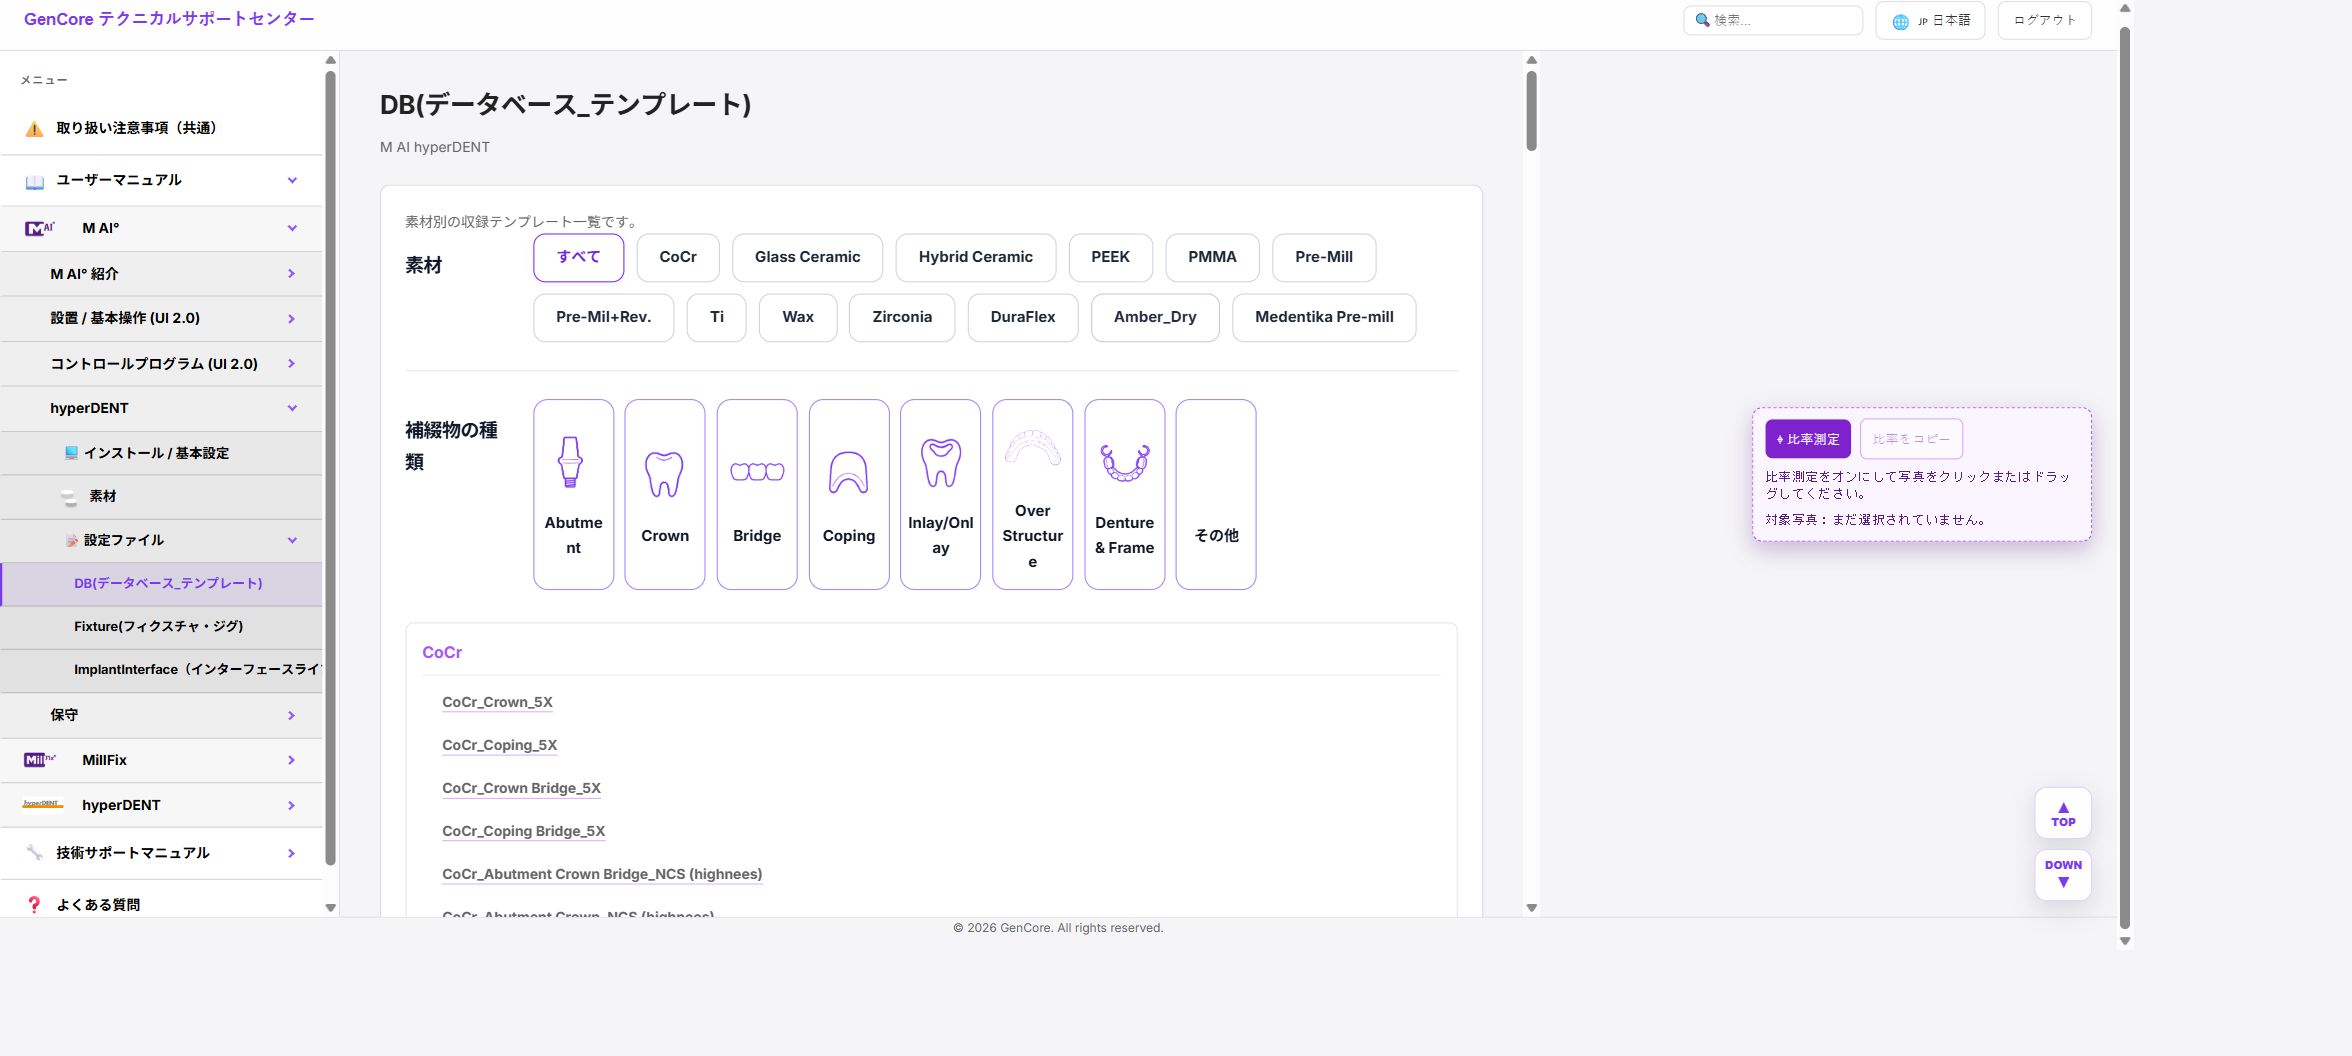 GenCore テクニカルサポートセンター
検索...
JP 日本語
ログアウト
メニュー
取り扱い注意事項（共通）
ユーザーマニュアル
M AI°
M AI°
M AI° 紹介
設置 / 基本操作 (UI 2.0)
コントロールプログラム (UI 2.0)
hyperDENT
インストール / 基本設定
素材
設定ファイル
DB(データベース_テンプレート)
Fixture(フィクスチャ・ジグ)
ImplantInterface（インターフェースライ
保守
MillFix
MillFix
hyperDENT
hyperDENT
技術サポートマニュアル
よくある質問
DB(データベース_テンプレート)
M AI hyperDENT
素材別の収録テンプレート一覧です。
素材
すべて
CoCr
Glass Ceramic
Hybrid Ceramic
PEEK
PMMA
Pre-Mill
Pre-Mil+Rev.
Ti
Wax
Zirconia
DuraFlex
Amber_Dry
Medentika Pre-mill
補綴物の種
類
Abutme
nt
Crown
Bridge
Coping
Inlay/Onl
ay
Over
Structur
e
Denture
& Frame
その他
CoCr
CoCr_Crown_5X
CoCr_Coping_5X
CoCr_Crown Bridge_5X
CoCr_Coping Bridge_5X
CoCr_Abutment Crown Bridge_NCS (highnees)
CoCr_Abutment Crown_NCS (highnees)
比率測定
比率をコピー
比率測定をオンにして写真をクリックまたはドラッ
グしてください。
対象写真：まだ選択されていません。
▲
TOP
DOWN
▼
© 2026 GenCore. All rights reserved.